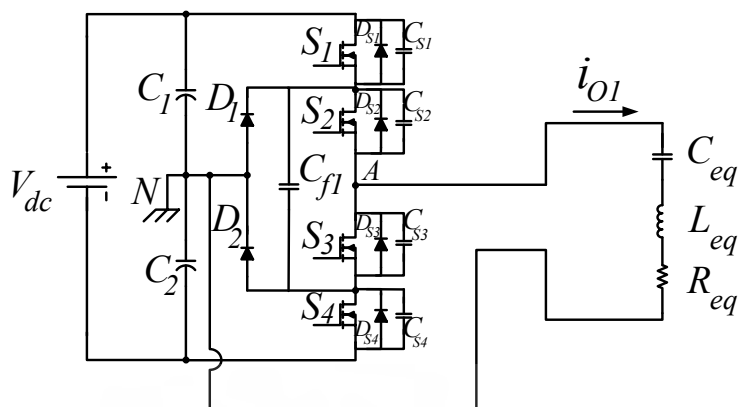 S1
DS1
CS1
iO1
C1
D1
S2
DS2
CS2
Ceq
Vdc
+
-
N
Cf1
A
Leq
C2
D2
S3
DS3
CS3
Req
S4
DS4
CS4